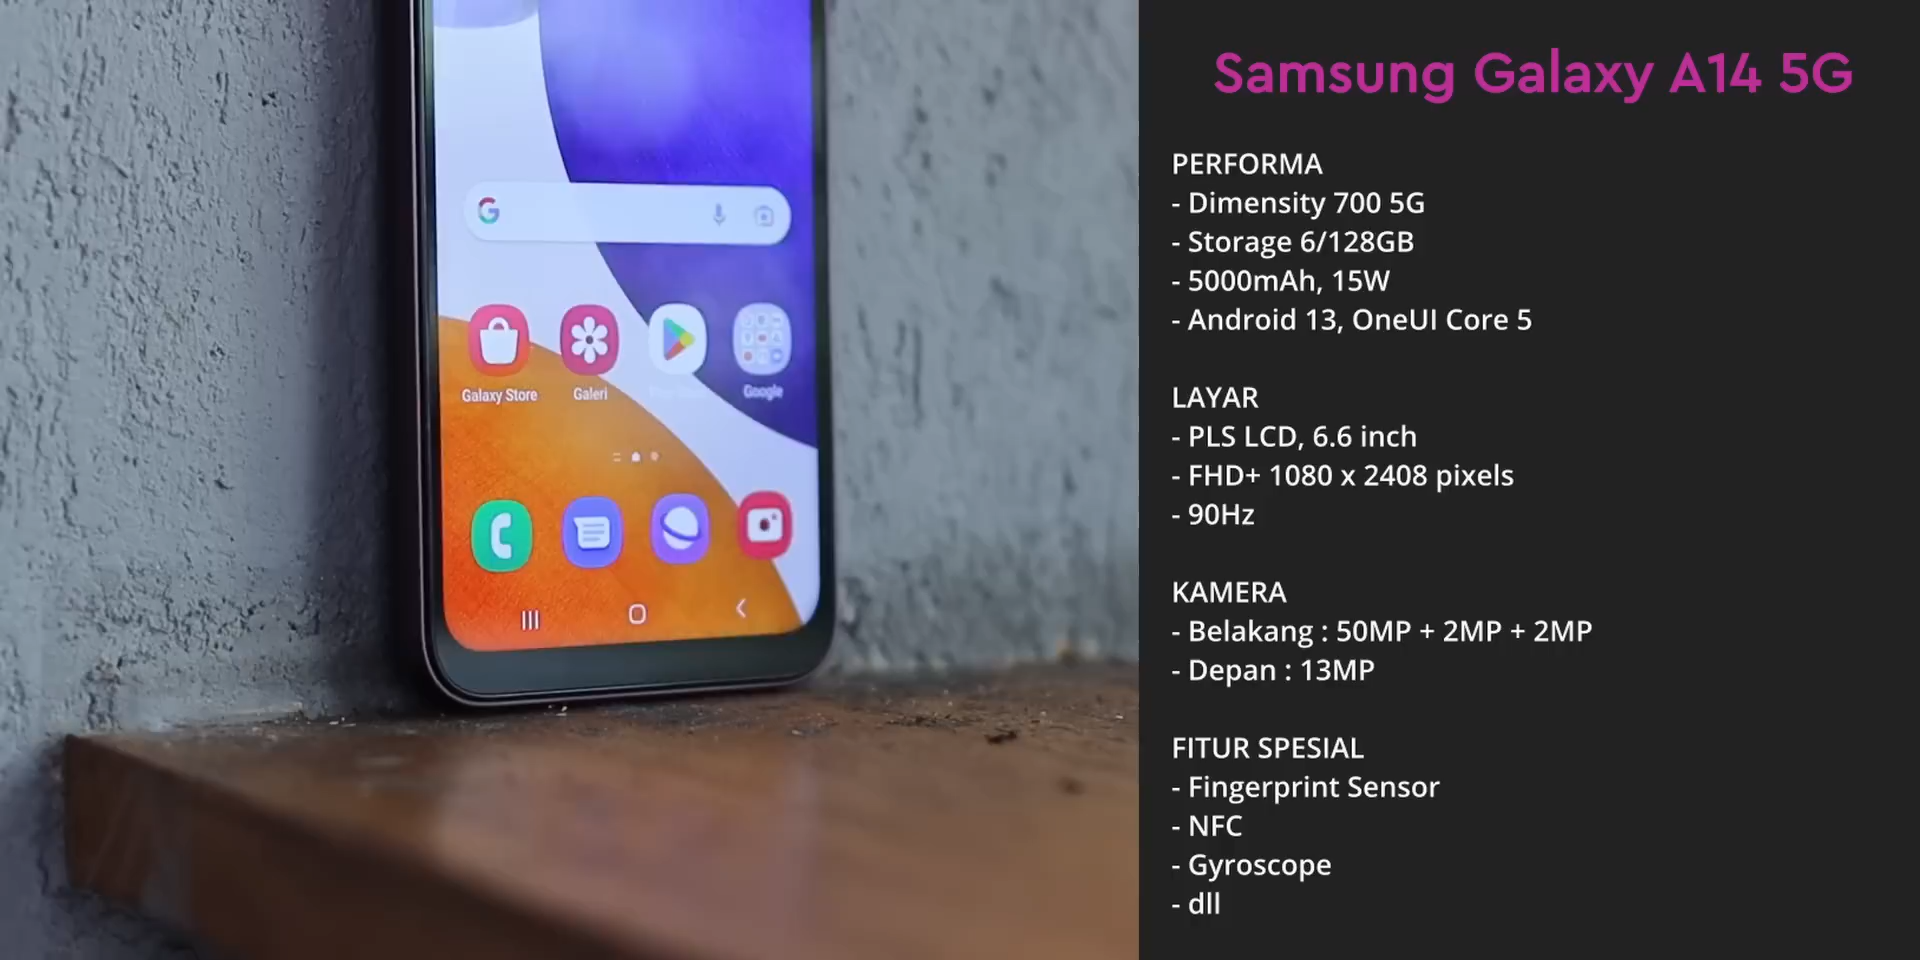 Samsung Galaxy A14 5G
PERFORMA
- Dimensity 700 5G
- Storage 6/128GB
- 5000mAh, 15W
- Android 13, OneUI Core 5
LAYAR
- PLS LCD, 6.6 inch
- FHD+ 1080 x 2408 pixels
- 90Hz
KAMERA
- Belakang : 50MP + 2MP + 2MP
- Depan : 13MP
FITUR SPESIAL
- Fingerprint Sensor
- NFC
- Gyroscope
- dll
G
Galaxy Store Galeri Google